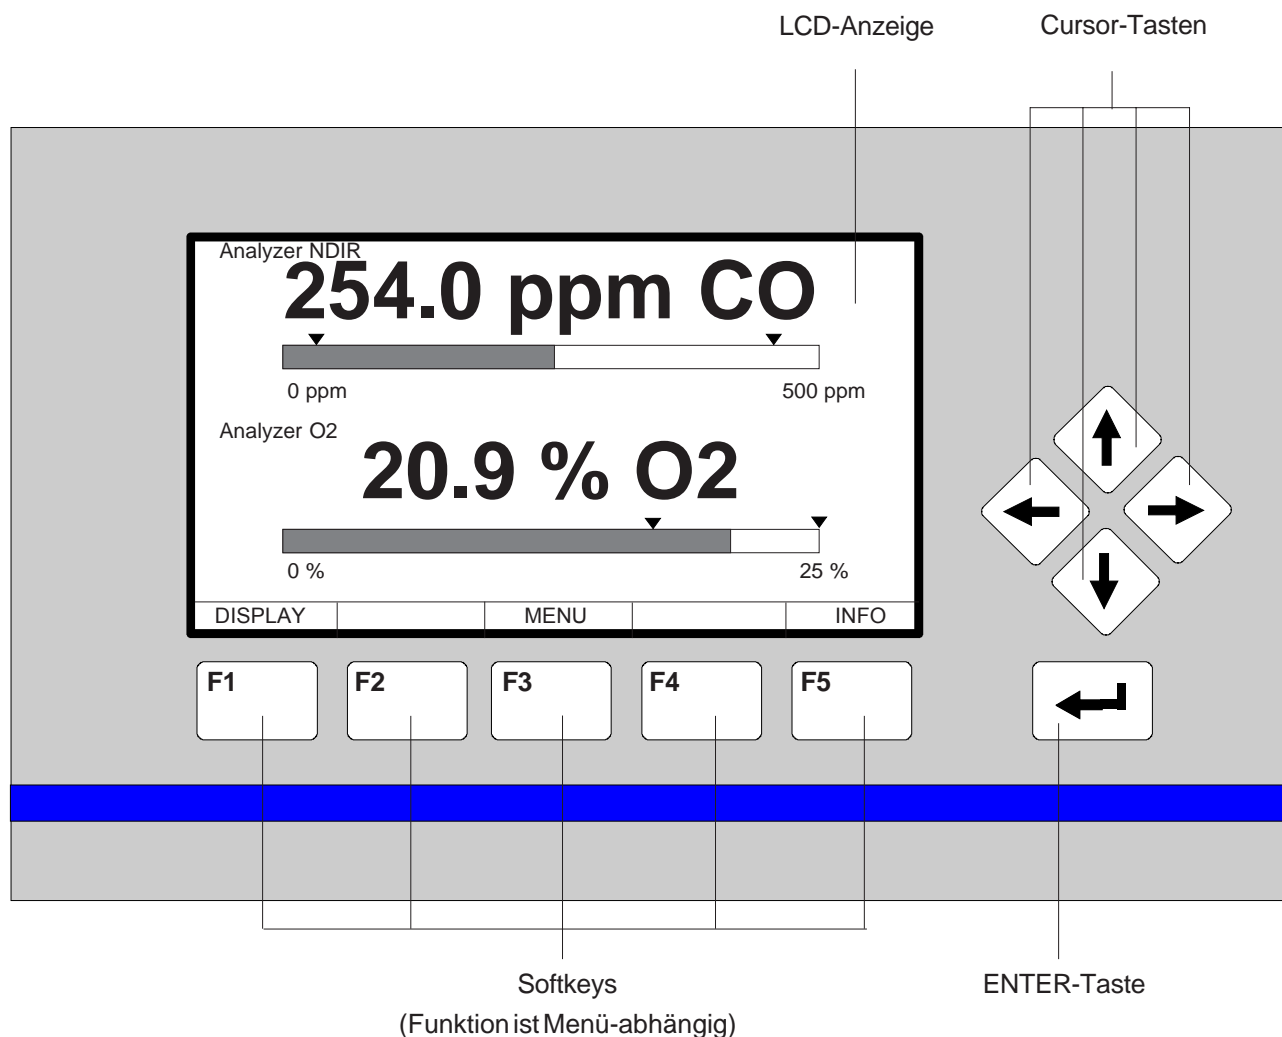 LCD-Anzeige
Cursor-Tasten
Analyzer NDIR
254.0 ppm CO
0 ppm
500 ppm
Analyzer O2
20.9 % O2
0 %
25 %
DISPLAY
MENU
INFO
F1
F2
F3
F4
F5
Softkeys
(Funktion ist Menü-abhängig)
ENTER-Taste